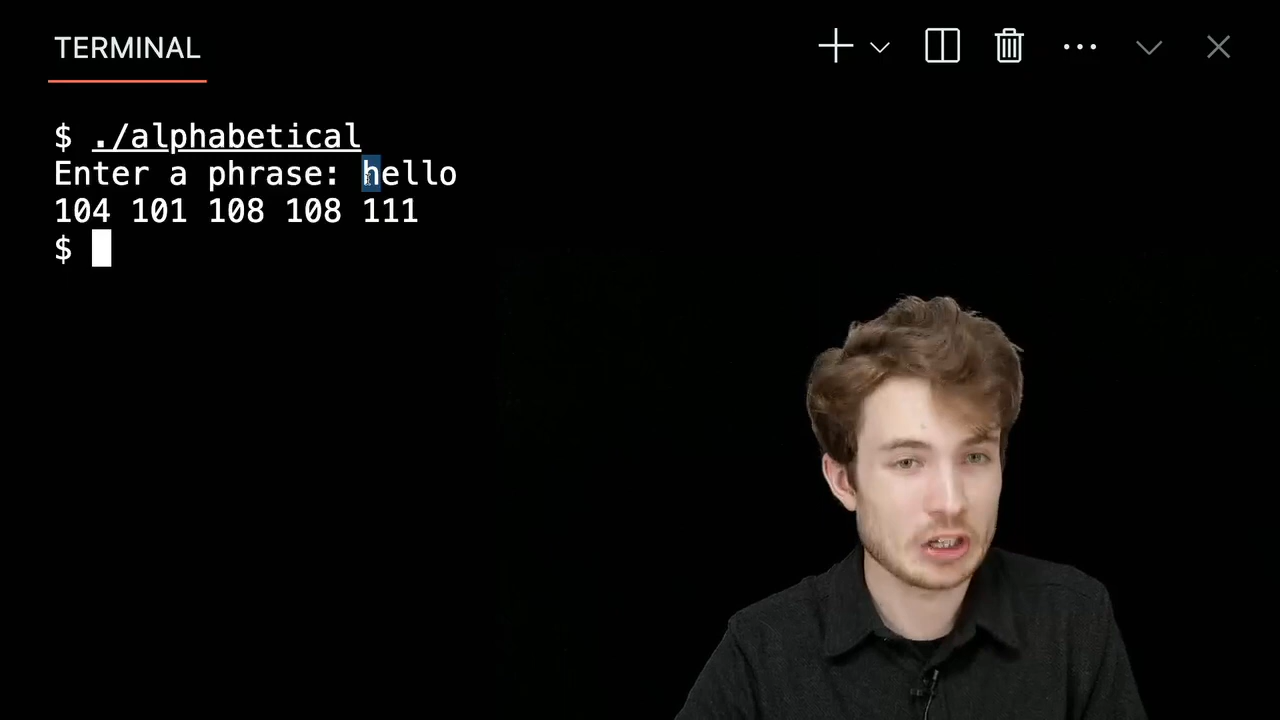 TERMINAL
$ ./alphabetical
Enter a phrase: hello
104 101 108 108 111
$